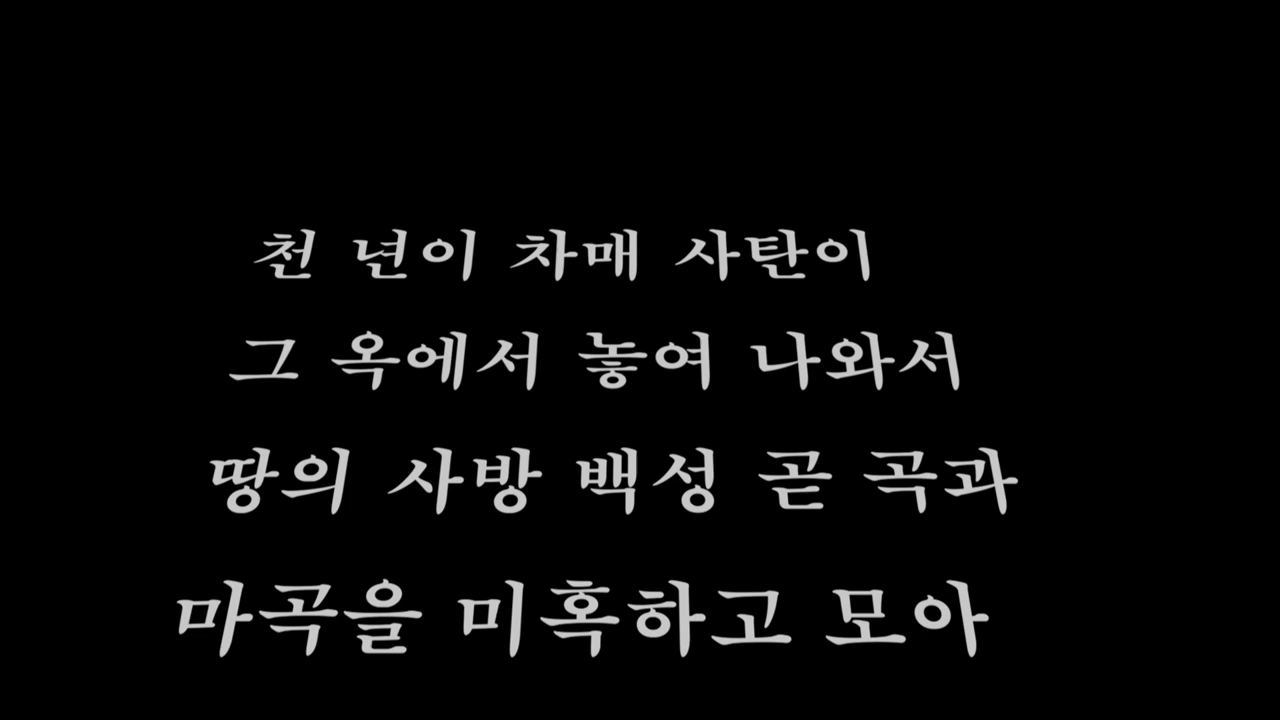 천 년이 차매 사탄이
그 옥에서 놓여 나와서
땅의 사방 백성 곧 곡과
마곡을 미혹하고 모아